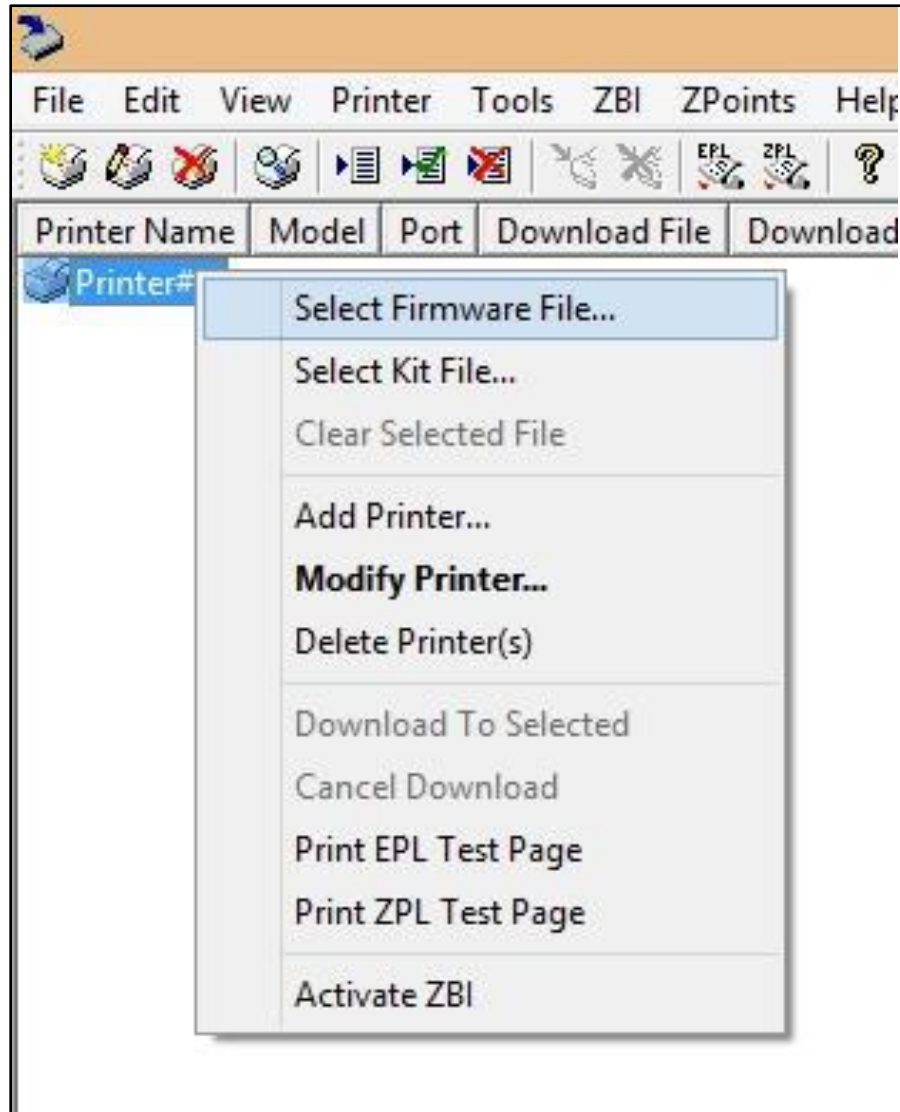 File Edit View Printer Tools ZBI ZPoints Help
EPL ZPL ?
Printer Name Model Port Download File Download
Printer#
Select Firmware File...
Select Kit File...
Clear Selected File
Add Printer...
Modify Printer...
Delete Printer(s)
Download To Selected
Cancel Download
Print EPL Test Page
Print ZPL Test Page
Activate ZBI